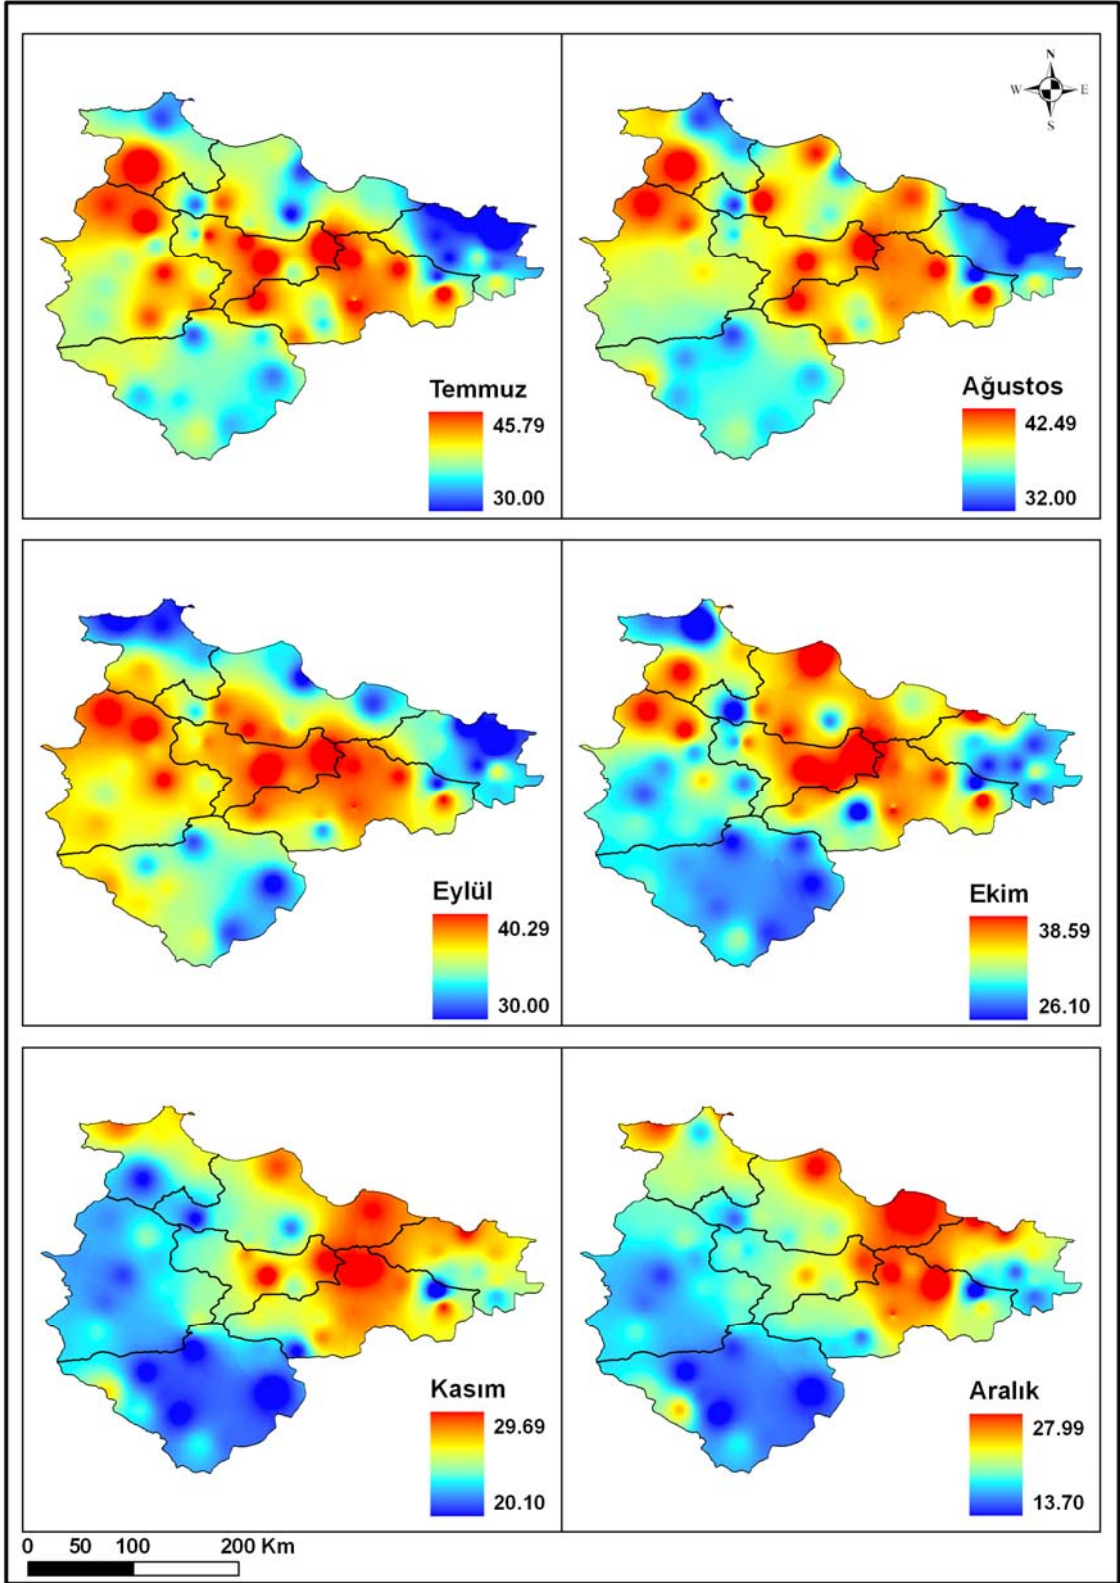 N
W E
S
Temmuz
45.79
30.00
Ağustos
42.49
32.00
Eylül
40.29
30.00
Ekim
38.59
26.10
Kasım
29.69
20.10
Aralık
27.99
13.70
0 50 100 200 Km